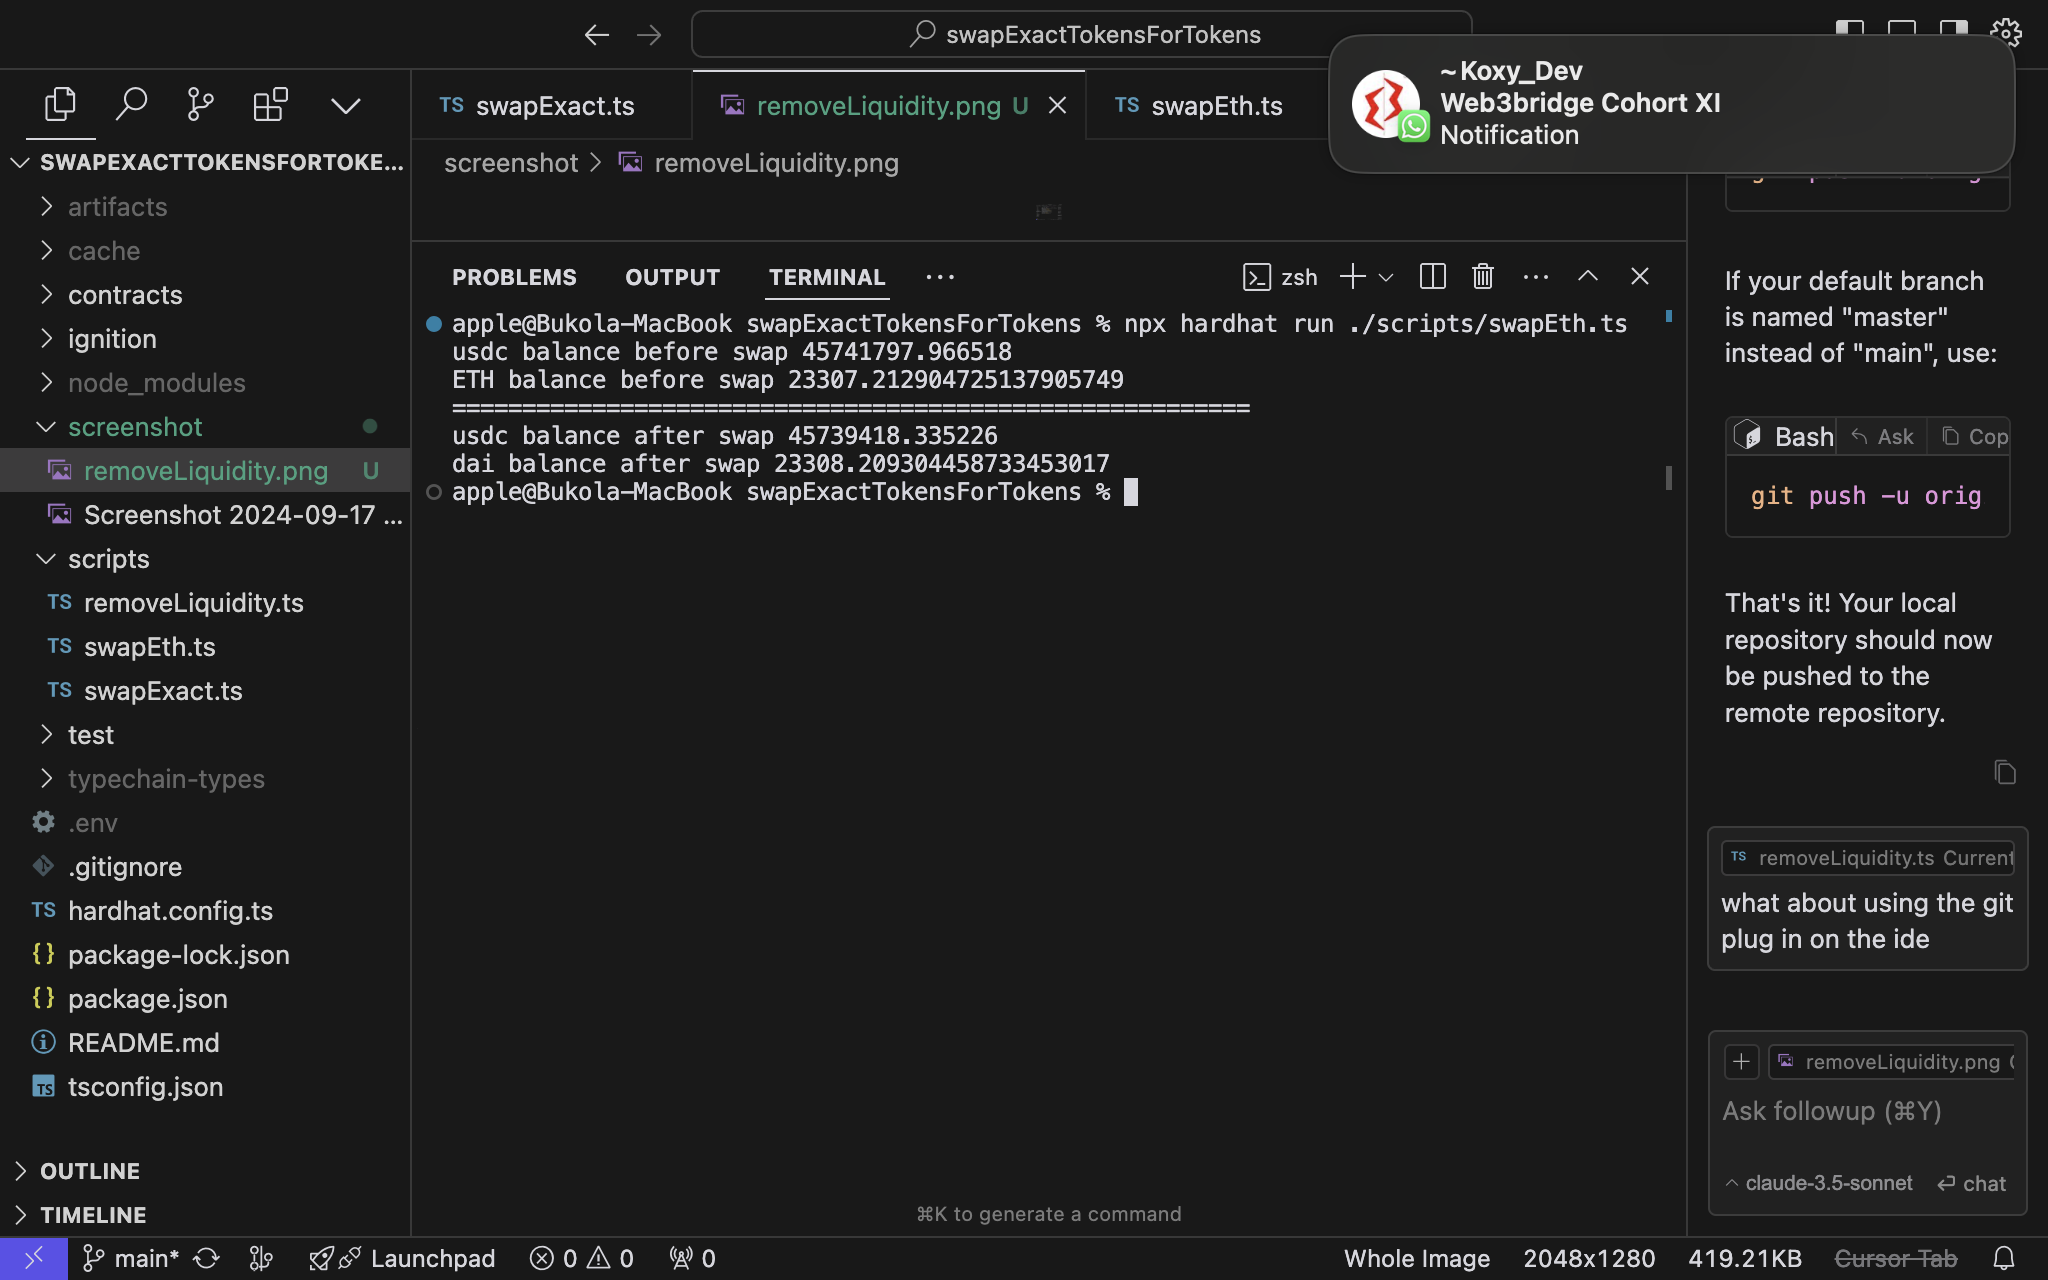 swapExactTokensForTokens
~Koxy_Dev
Web3bridge Cohort XI
Notification
SWAPEXACTTOKENSFORTOKE...
artifacts
cache
contracts
ignition
node_modules
screenshot
removeLiquidity.png U
Screenshot 2024-09-17 ...
scripts
TS removeLiquidity.ts
TS swapEth.ts
TS swapExact.ts
test
typechain-types
.env
.gitignore
TS hardhat.config.ts
{} package-lock.json
{} package.json
README.md
TS tsconfig.json
OUTLINE
TIMELINE
TS swapExact.ts
removeLiquidity.png U
TS swapEth.ts
screenshot > removeLiquidity.png
PROBLEMS OUTPUT TERMINAL ... zsh
apple@Bukola-MacBook swapExactTokensForTokens % npx hardhat run ./scripts/swapEth.ts
usdc balance before swap 45741797.966518
ETH balance before swap 23307.212904725137905749
=========================================================
usdc balance after swap 45739418.335226
dai balance after swap 23308.209304458733453017
apple@Bukola-MacBook swapExactTokensForTokens %
⌘K to generate a command
If your default branch
is named "master"
instead of "main", use:
Bash Ask Cop
git push -u orig
That's it! Your local
repository should now
be pushed to the
remote repository.
TS removeLiquidity.ts Current
what about using the git
plug in on the ide
+ removeLiquidity.png
Ask followup (⌘Y)
claude-3.5-sonnet chat
main* Launchpad 0 0 0 Whole Image 2048x1280 419.21KB Cursor Tab